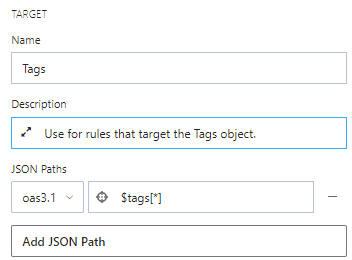 TARGET
Name
Tags
Description
Use for rules that target the Tags object.
JSON Paths
oas3.1 $tags[*]
Add JSON Path